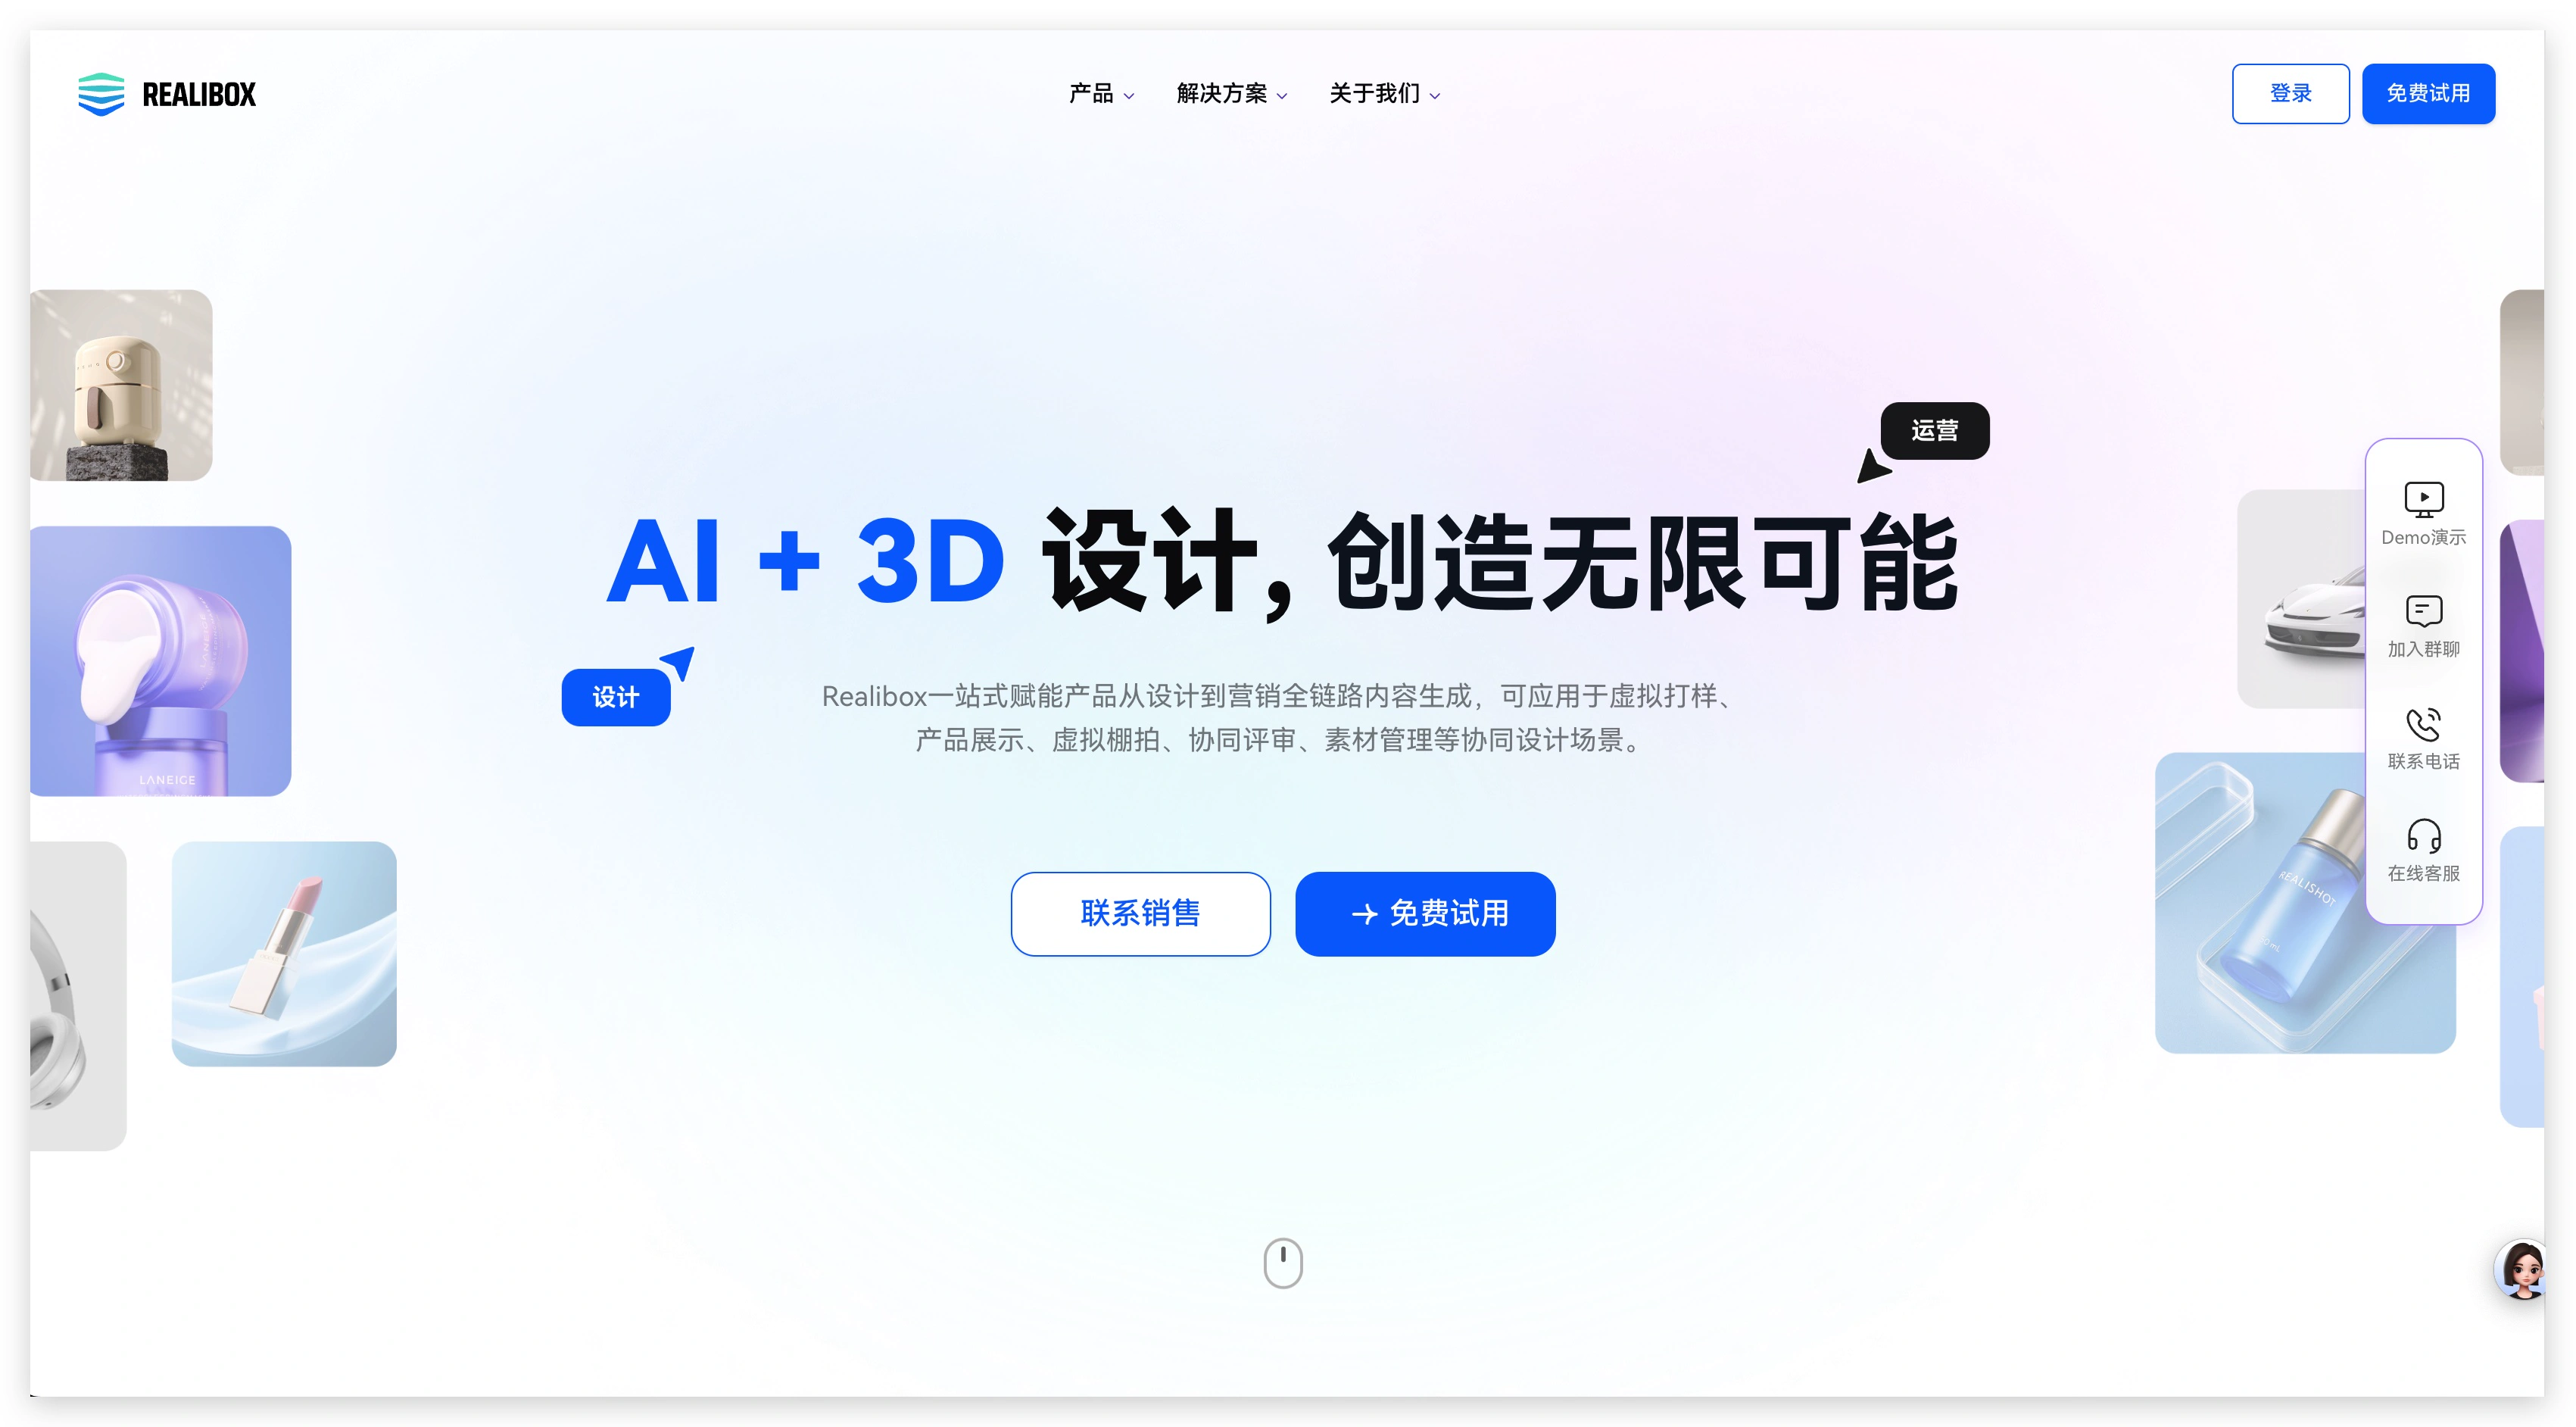 REALIBOX
产品
解决方案
关于我们
登录
免费试用
运营
AI + 3D 设计, 创造无限可能
设计
Realibox一站式赋能产品从设计到营销全链路内容生成，可应用于虚拟打样、
产品展示、虚拟棚拍、协同评审、素材管理等协同设计场景。
联系销售
免费试用
Demo演示
加入群聊
联系电话
在线客服
LANEIGE
REALISHOT